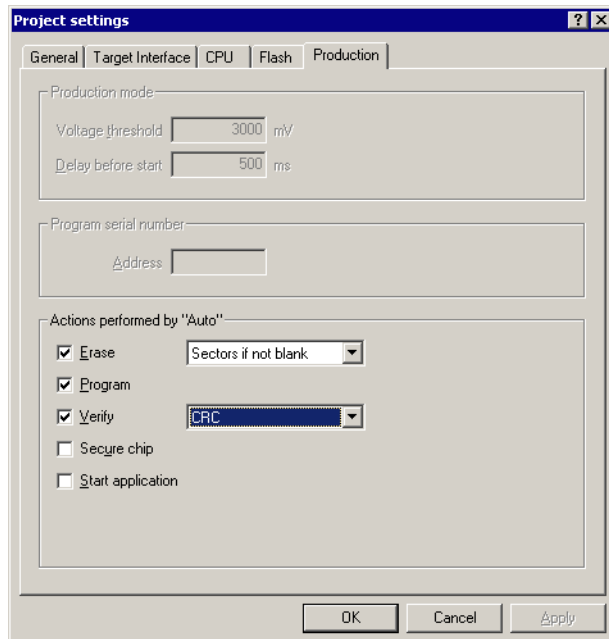 Project settings
General Target Interface CPU Flash Production
Production mode
Voltage threshold 3000 mV
Delay before start 500 ms
Program serial number
Address
Actions performed by "Auto"
Erase Sectors if not blank
Program
Verify CRC
Secure chip
Start application
OK Cancel Apply